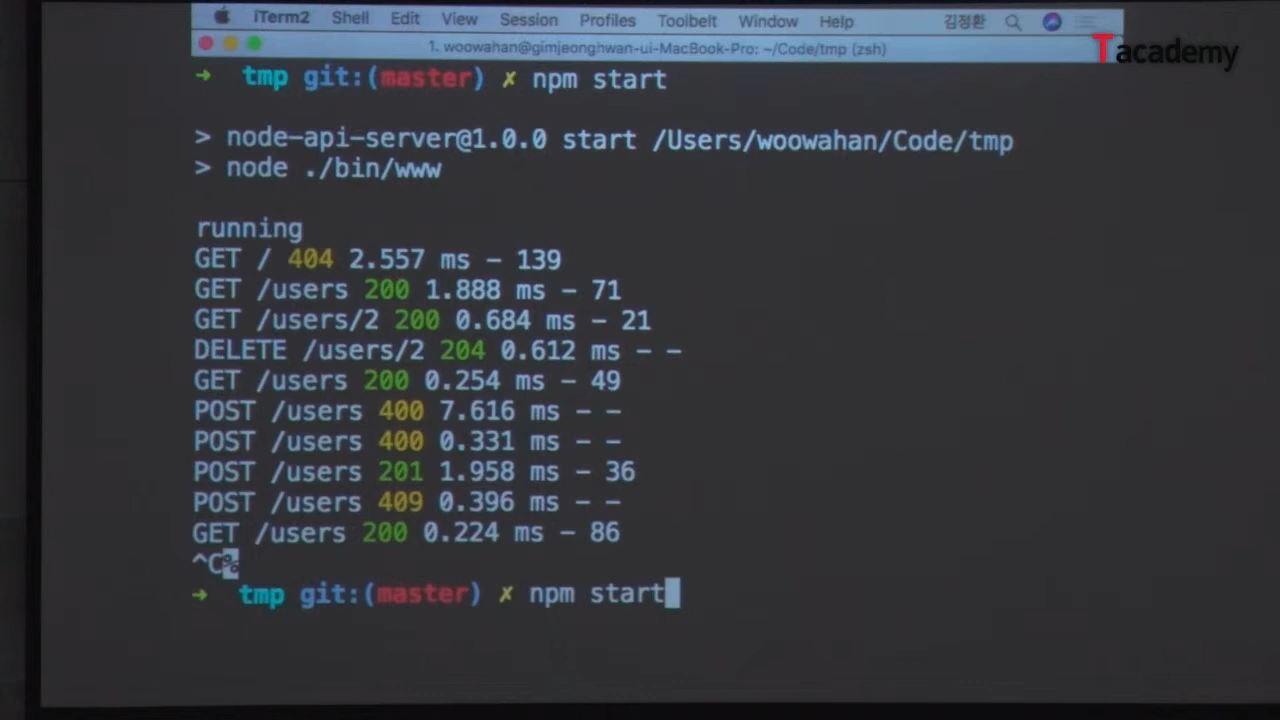 iTerm2 Shell Edit View Session Profiles Toolbelt Window Help 김정환
1. woowahan@gimjeonghwan-ui-MacBook-Pro: ~/Code/tmp (zsh)
Tacademy
➜ tmp git:(master) ✗ npm start
> node-api-server@1.0.0 start /Users/woowahan/Code/tmp
> node ./bin/www
running
GET / 404 2.557 ms - 139
GET /users 200 1.888 ms - 71
GET /users/2 200 0.684 ms - 21
DELETE /users/2 204 0.612 ms - -
GET /users 200 0.254 ms - 49
POST /users 400 7.616 ms - -
POST /users 400 0.331 ms - -
POST /users 201 1.958 ms - 36
POST /users 409 0.396 ms - -
GET /users 200 0.224 ms - 86
^C%
➜ tmp git:(master) ✗ npm start